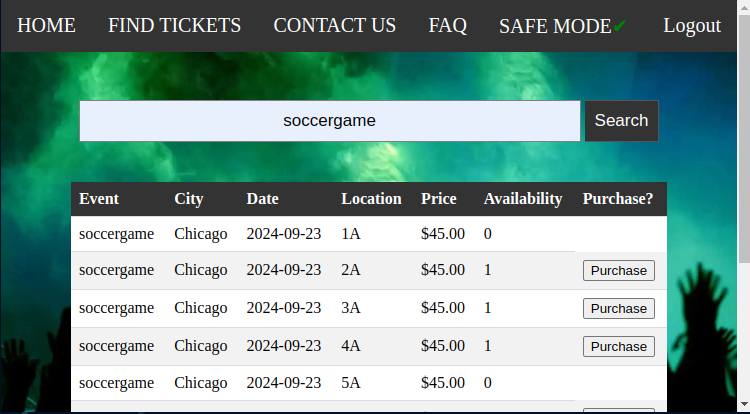 HOME FIND TICKETS CONTACT US FAQ SAFE MODE✔ Logout
soccergame Search
Event City Date Location Price Availability Purchase?
soccergame Chicago 2024-09-23 1A $45.00 0
soccergame Chicago 2024-09-23 2A $45.00 1 Purchase
soccergame Chicago 2024-09-23 3A $45.00 1 Purchase
soccergame Chicago 2024-09-23 4A $45.00 1 Purchase
soccergame Chicago 2024-09-23 5A $45.00 0